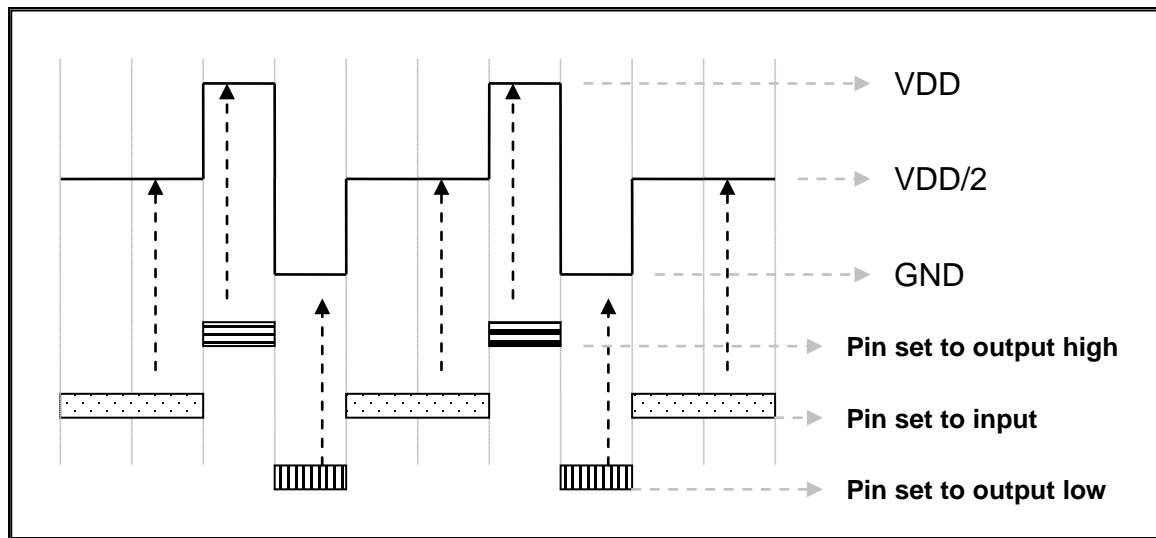 VDD
VDD/2
GND
Pin set to output high
Pin set to input
Pin set to output low